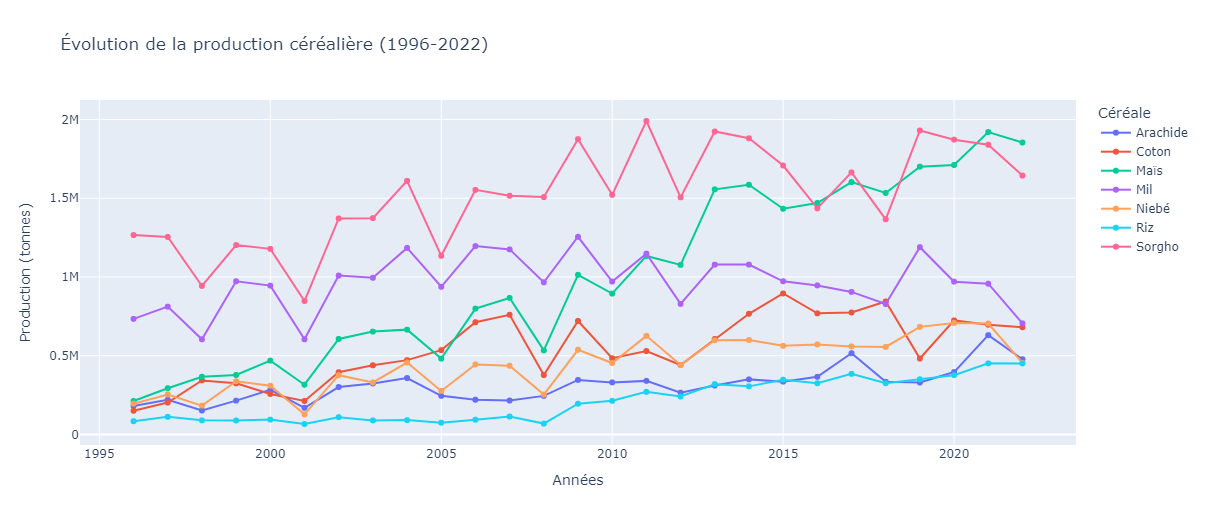 Évolution de la production céréalière (1996-2022)
Production (tonnes)
2M
1.5M
1M
0.5M
0
1995
2000
2005
2010
2015
2020
Années
Céréale
Arachide
Coton
Maïs
Mil
Niebé
Riz
Sorgho